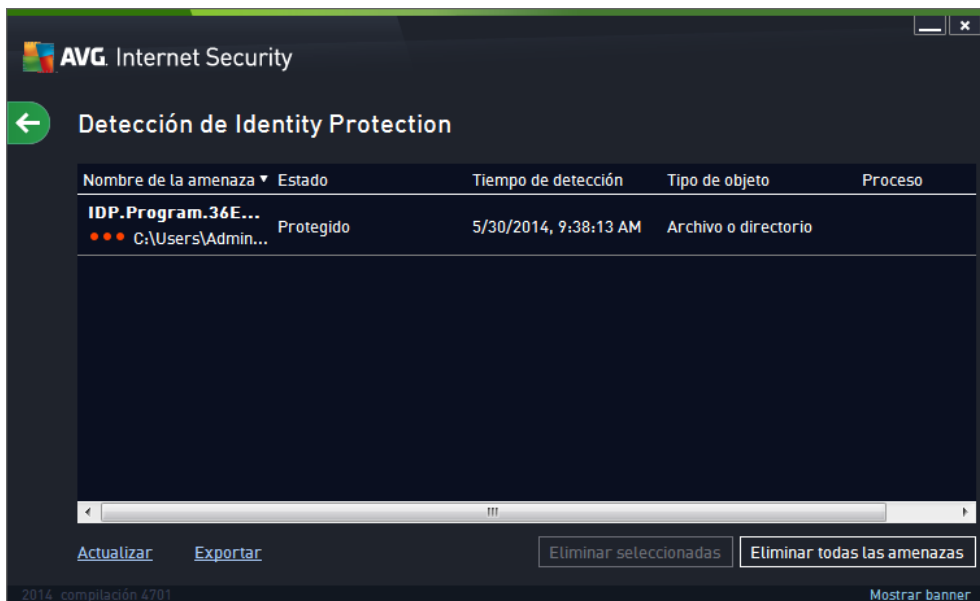 AVG. Internet Security
Detección de Identity Protection
Nombre de la amenaza Estado Tiempo de detección Tipo de objeto Proceso
IDP.Program.36E...
Protegido 5/30/2014, 9:38:13 AM Archivo o directorio
C:\Users\Admin...
Actualizar Exportar Eliminar seleccionadas Eliminar todas las amenazas
2014 compilación 4701 Mostrar banner